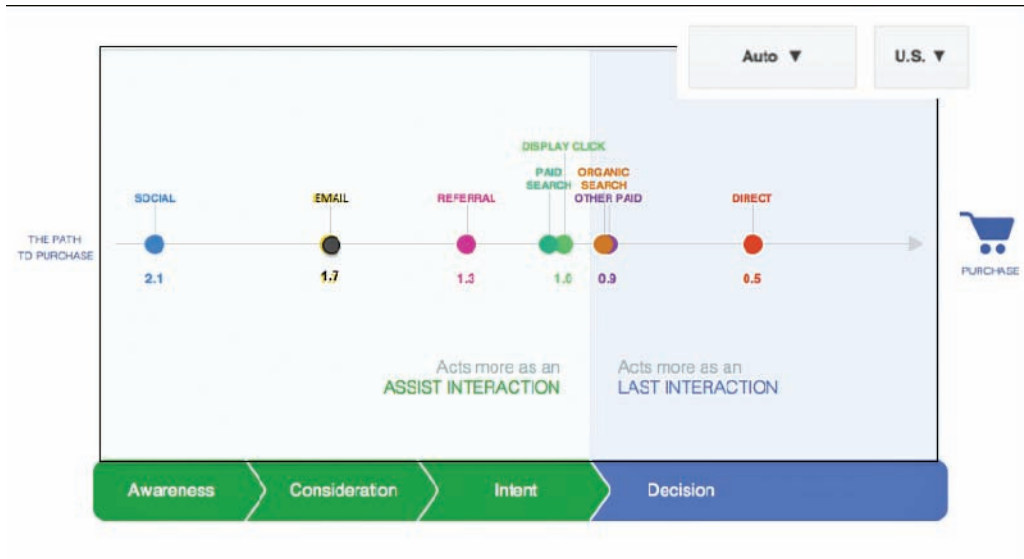 Auto ▼
U.S. ▼
DISPLAY CLICK
PAID
SEARCH
ORGANIC
SEARCH
SOCIAL
EMAIL
REFERRAL
OTHER PAID
DIRECT
THE PATH
TO PURCHASE
PURCHASE
2.1
1.7
1.3
1.0
0.9
0.5
Acts more as an
ASSIST INTERACTION
Acts more as an
LAST INTERACTION
Awareness
Consideration
Intent
Decision